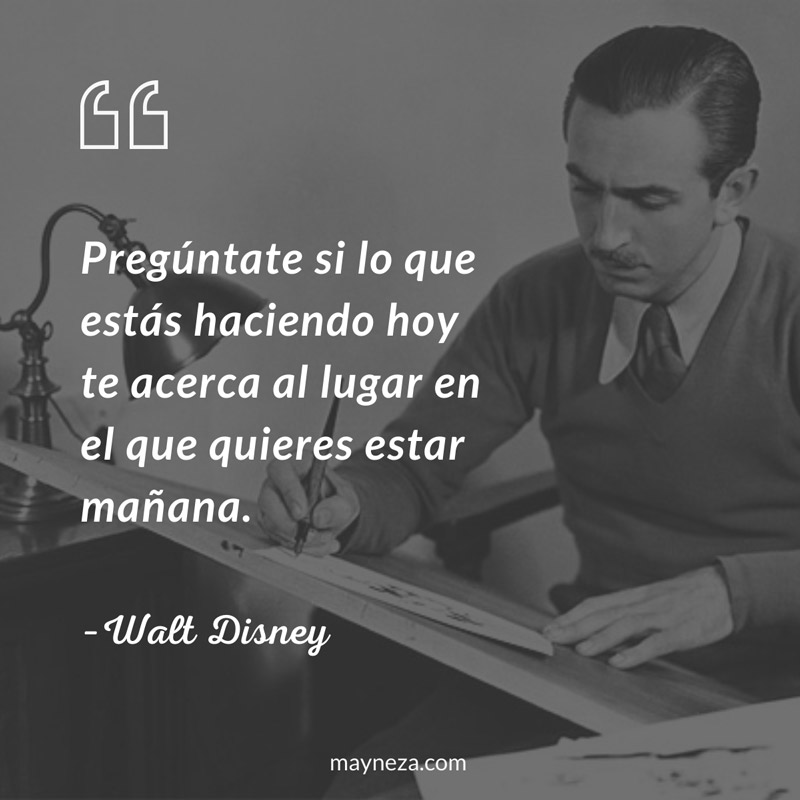 Pregúntate si lo que
estás haciendo hoy
te acerca al lugar en
el que quieres estar
mañana.
-Walt Disney
mayneza.com